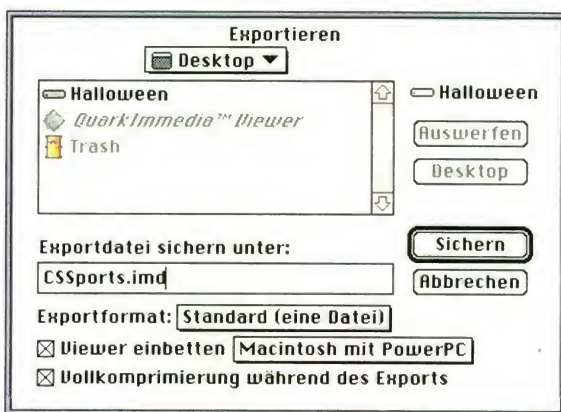 Exportieren
Desktop
Halloween
Halloween
QuarkImmedia™ Viewer
Trash
Auswerfen
Desktop
Exportdatei sichern unter:
CSSports.imd
Sichern
Abbrechen
Exportformat: Standard (eine Datei)
Viewer einbetten Macintosh mit PowerPC
Vollkomprimierung während des Exports